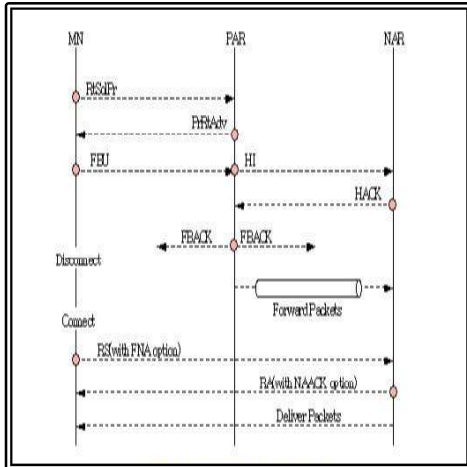 MN PAR NAR
RtSolPr
PrRtAdv
FBU HI
HACK
FBACK FBACK
Disconnect
Forward Packets
Connect
RS(with FNA option)
RA(with NAACK option)
Deliver Packets